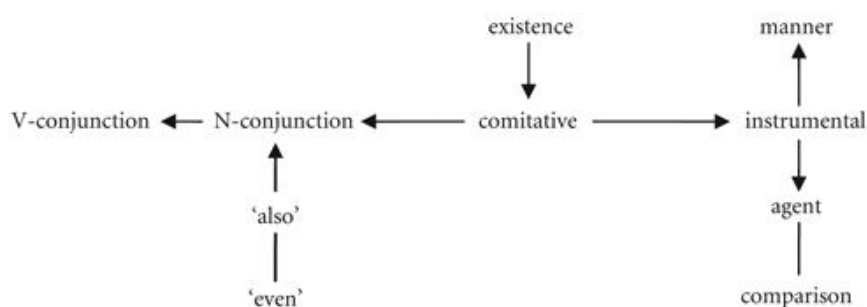 existence manner
V-conjunction N-conjunction comitative instrumental
‘also’ agent
‘even’ comparison